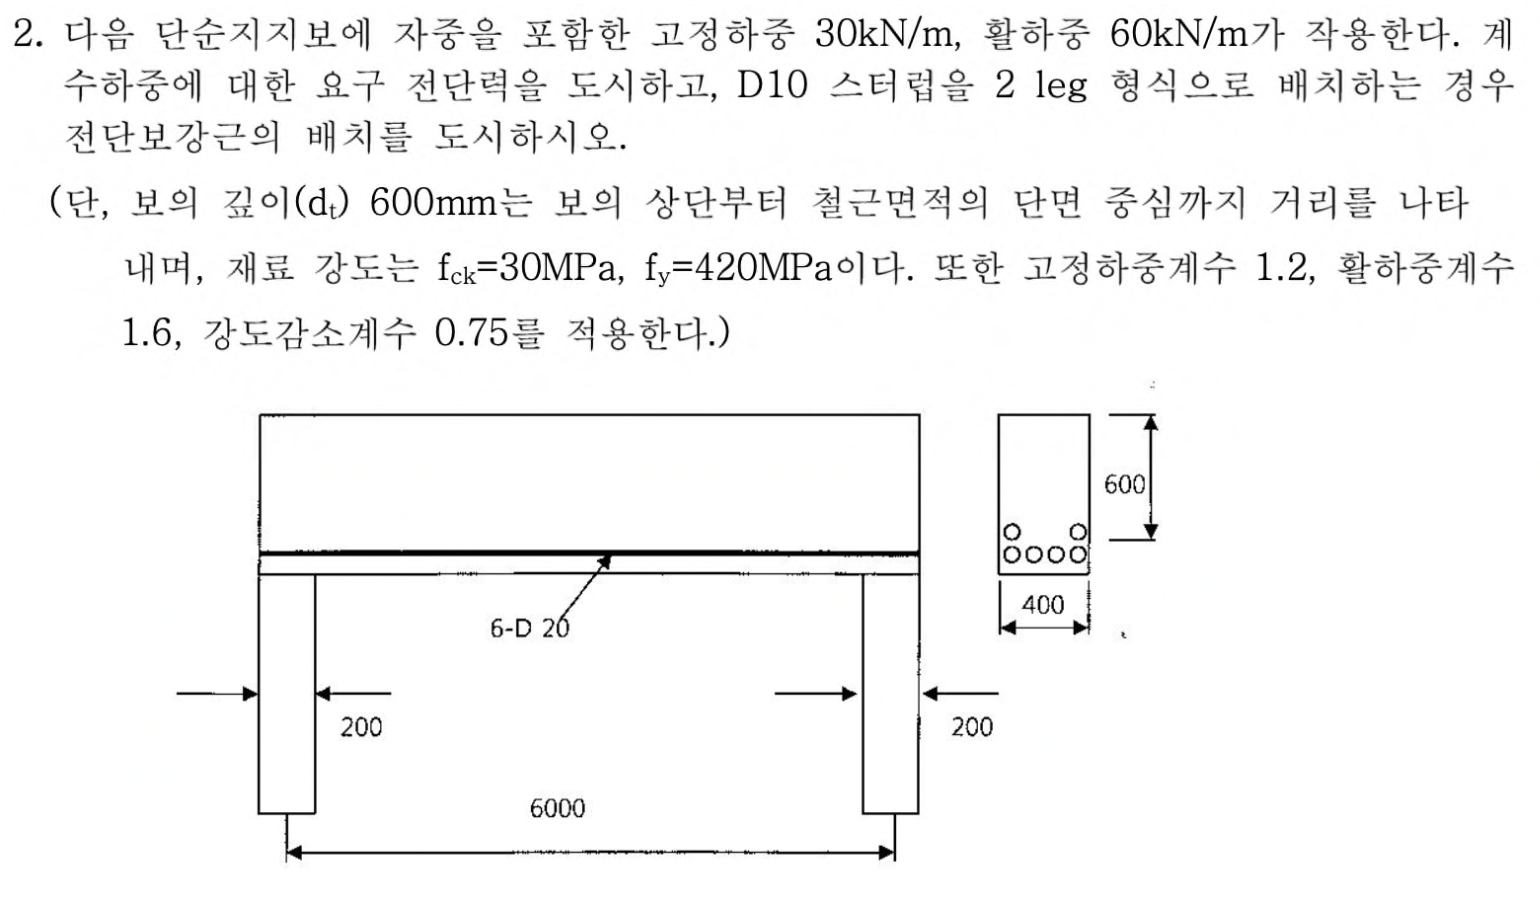 2. 다음 단순지지보에 자중을 포함한 고정하중 30kN/m, 활하중 60kN/m가 작용한다. 계
수하중에 대한 요구 전단력을 도시하고, D10 스터럽을 2 leg 형식으로 배치하는 경우
전단보강근의 배치를 도시하시오.
(단, 보의 깊이(dt) 600mm는 보의 상단부터 철근면적의 단면 중심까지 거리를 나타
내며, 재료 강도는 fck=30MPa, fy=420MPa이다. 또한 고정하중계수 1.2, 활하중계수
1.6, 강도감소계수 0.75를 적용한다.)
600
400
6-D 20
200
200
6000